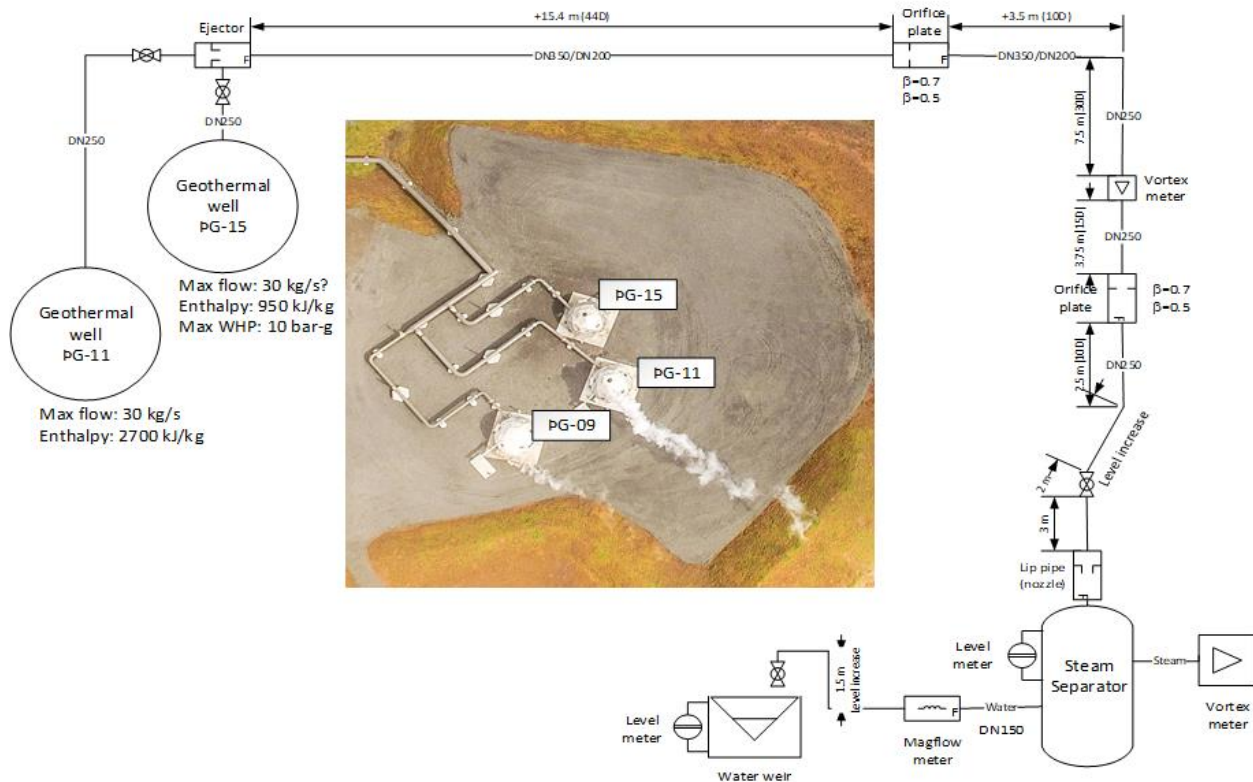 +15.4 m (44D)
Orifice
plate
+3.5 m (10D)
Ejector
F
DN350/DN200
F
DN350/DN200
β=0.7
β=0.5
DN250
DN250
7.5 m|30D|
DN250
Geothermal
well
ÞG-15
Vortex
meter
3.75 m|15D|
DN250
Max flow: 30 kg/s?
Enthalpy: 950 kJ/kg
Max WHP: 10 bar-g
Geothermal
well
ÞG-11
Orifice
plate
F
β=0.7
β=0.5
ÞG-15
ÞG-11
ÞG-09
2.5 m|10D|
DN250
Max flow: 30 kg/s
Enthalpy: 2700 kJ/kg
Level increase
2 m
3 m
Lip pipe
(nozzle)
F
Level
meter
Steam
Separator
Steam
Vortex
meter
1.5 m
Level increase
Level
meter
Water weir
F
Magflow
meter
Water
DN150